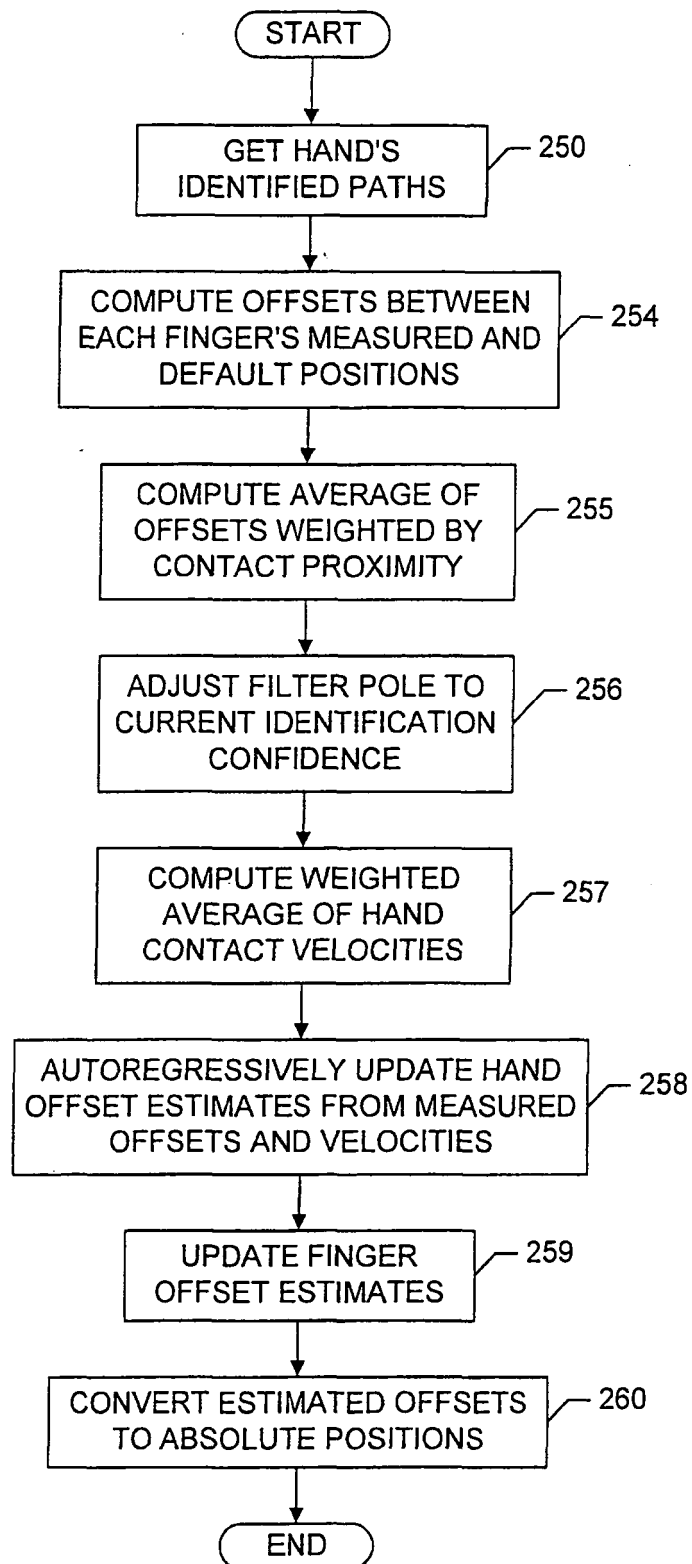 START
GET HAND'S
IDENTIFIED PATHS
250
COMPUTE OFFSETS BETWEEN
EACH FINGER'S MEASURED AND
DEFAULT POSITIONS
254
COMPUTE AVERAGE OF
OFFSETS WEIGHTED BY
CONTACT PROXIMITY
255
ADJUST FILTER POLE TO
CURRENT IDENTIFICATION
CONFIDENCE
256
COMPUTE WEIGHTED
AVERAGE OF HAND
CONTACT VELOCITIES
257
AUTOREGRESSIVELY UPDATE HAND
OFFSET ESTIMATES FROM MEASURED
OFFSETS AND VELOCITIES
258
UPDATE FINGER
OFFSET ESTIMATES
259
CONVERT ESTIMATED OFFSETS
TO ABSOLUTE POSITIONS
260
END